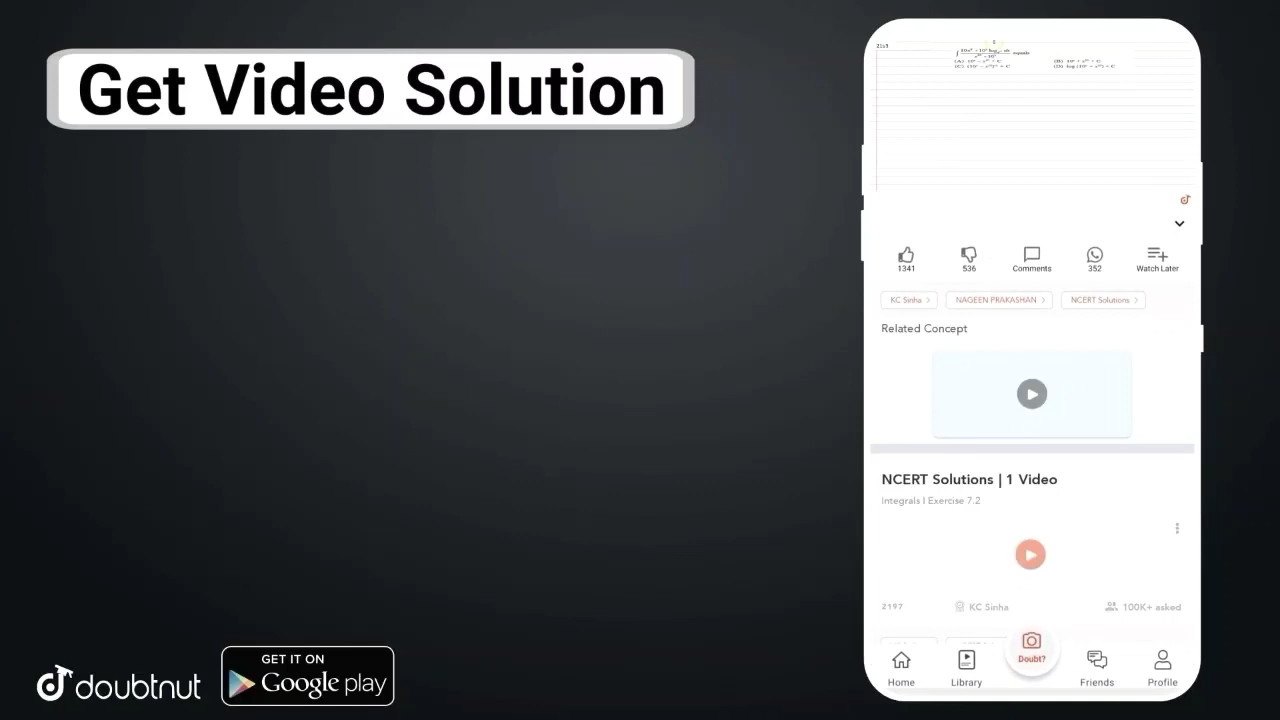 Get Video Solution
equals
1341
536
Comments
352
Watch Later
KC Sinha
NAGEEN PRAKASHAN
NCERT Solutions
Related Concept
NCERT Solutions | 1 Video
Integrals | Exercise 7.2
2197
KC Sinha
100K+ asked
Doubt?
Home
Library
Friends
Profile
doubtnut
GET IT ON
Google play